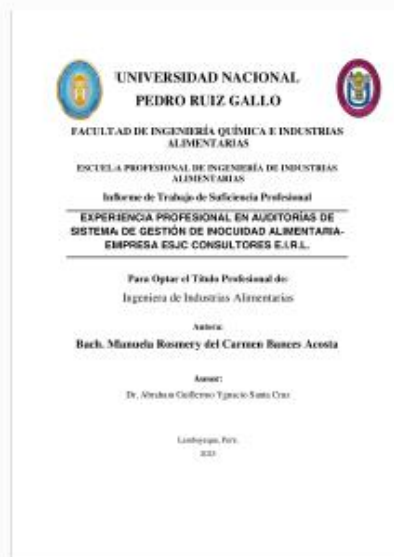 UNIVERSIDAD NACIONAL
PEDRO RUIZ GALLO
FACULTAD DE INGENIERÍA QUÍMICA E INDUSTRIAS
ALIMENTARIAS
ESCUELA PROFESIONAL DE INGENIERÍA DE INDUSTRIAS
ALIMENTARIAS
Informe de Trabajo de Suficiencia Profesional
EXPERIENCIA PROFESIONAL EN AUDITORÍAS DE
SISTEMA DE GESTIÓN DE INOCUIDAD ALIMENTARIA-
EMPRESA ESJC CONSULTORES E.I.R.L.
Para Optar el Título Profesional de:
Ingeniera de Industrias Alimentarias
Autora:
Bach. Manuela Rosmery del Carmen Bances Acosta
Asesor:
Dr. Abraham Guillermo Ygnacio Santa Cruz
Lambayeque, Perú.